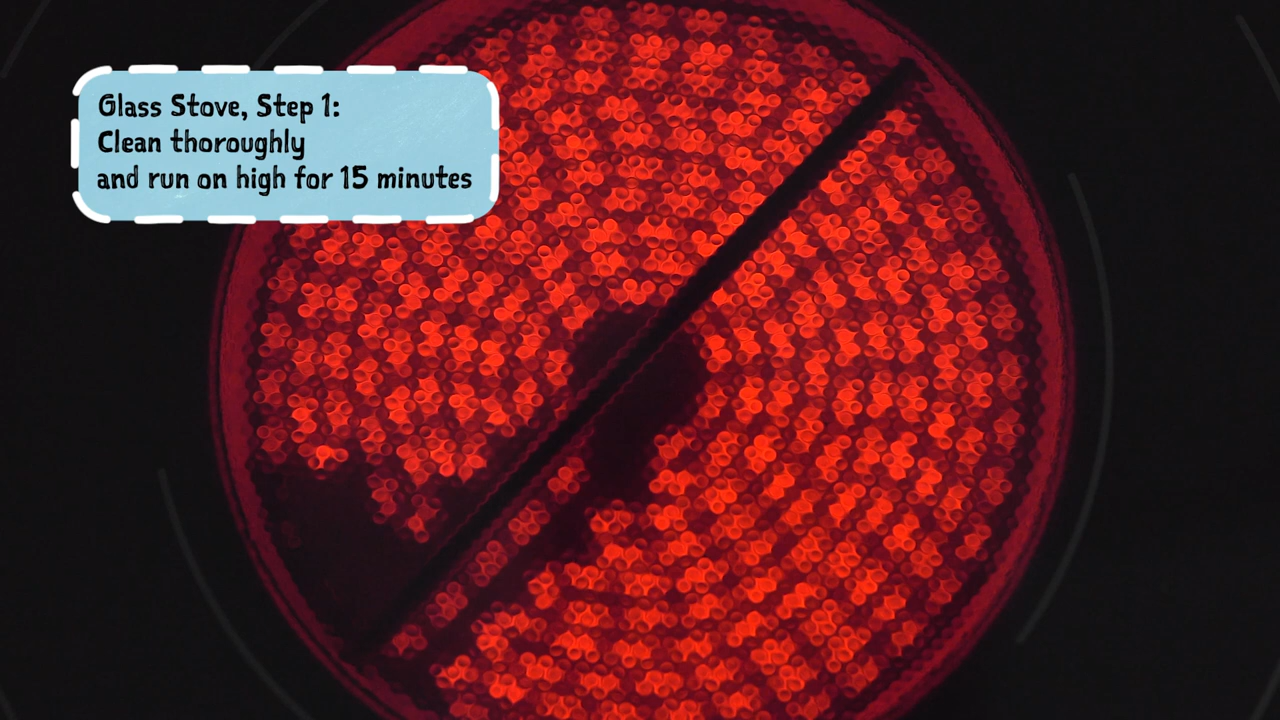 Glass Stove, Step 1:
Clean thoroughly
and run on high for 15 minutes